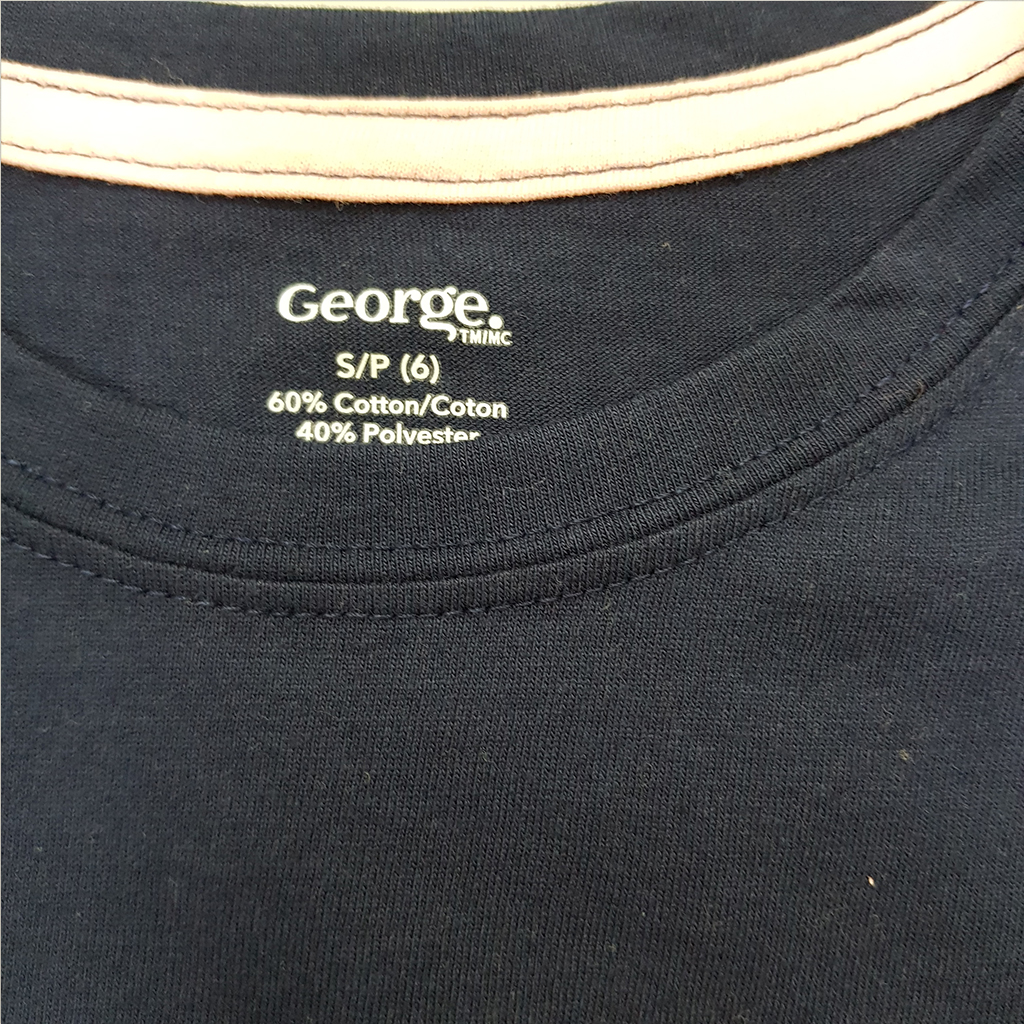 George.
TM/MC
S/P (6)
60% Cotton/Coton
40% Polyester